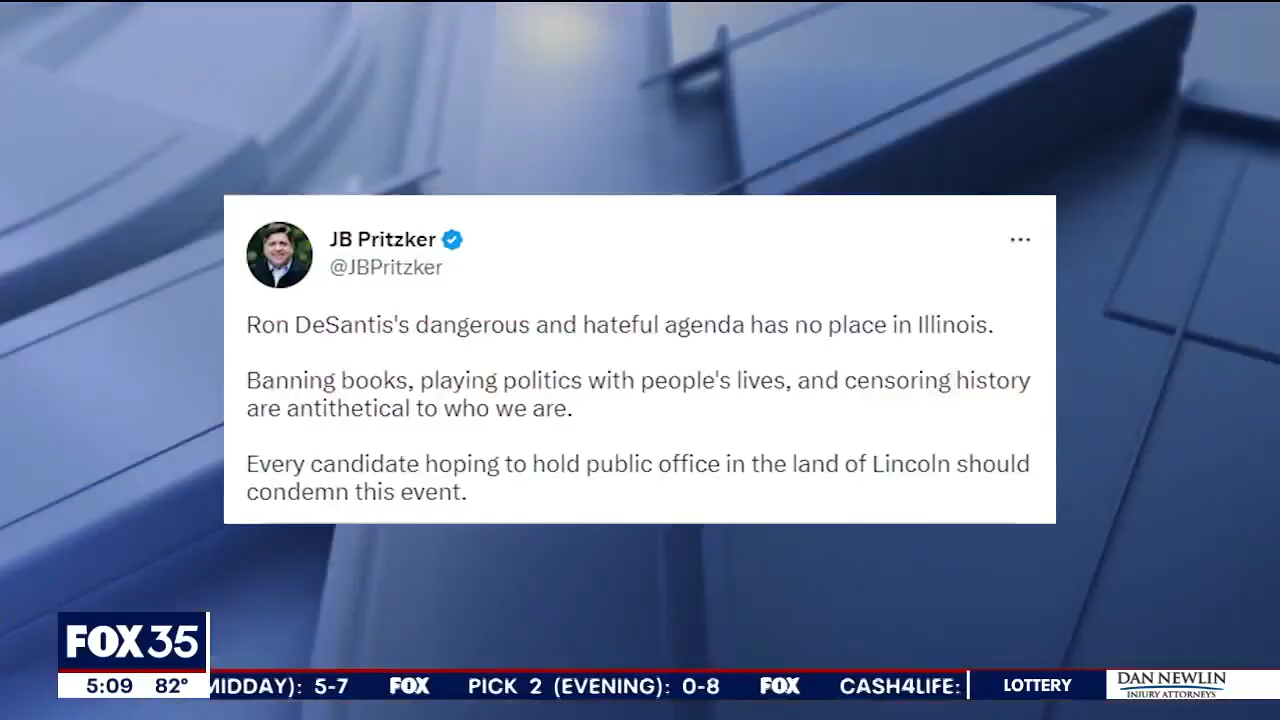 JB Pritzker
@JBPritzker
Ron DeSantis's dangerous and hateful agenda has no place in Illinois.
Banning books, playing politics with people's lives, and censoring history
are antithetical to who we are.
Every candidate hoping to hold public office in the land of Lincoln should
condemn this event.
FOX 35
5:09 82°
MIDDAY): 5-7 FOX PICK 2 (EVENING): 0-8 FOX CASH4LIFE: LOTTERY
DAN NEWLIN
INJURY ATTORNEYS